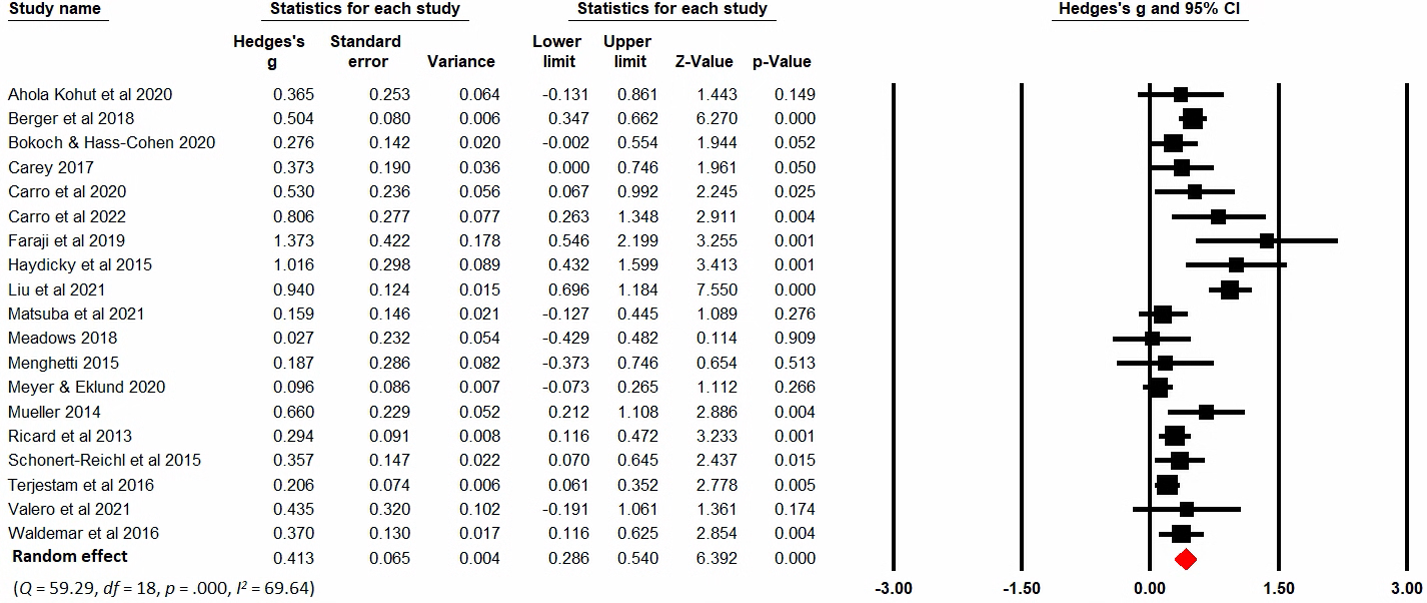 Study name Statistics for each study Statistics for each study Hedges's g and 95% CI
Hedges's Standard Lower Upper
g error Variance limit limit Z-Value p-Value
Ahola Kohut et al 2020 0.365 0.253 0.064 -0.131 0.861 1.443 0.149
Berger et al 2018 0.504 0.080 0.006 0.347 0.662 6.270 0.000
Bokoch & Hass-Cohen 2020 0.276 0.142 0.020 -0.002 0.554 1.944 0.052
Carey 2017 0.373 0.190 0.036 0.000 0.746 1.961 0.050
Carro et al 2020 0.530 0.236 0.056 0.067 0.992 2.245 0.025
Carro et al 2022 0.806 0.277 0.077 0.263 1.348 2.911 0.004
Faraji et al 2019 1.373 0.422 0.178 0.546 2.199 3.255 0.001
Haydicky et al 2015 1.016 0.298 0.089 0.432 1.599 3.413 0.001
Liu et al 2021 0.940 0.124 0.015 0.696 1.184 7.550 0.000
Matsuba et al 2021 0.159 0.146 0.021 -0.127 0.445 1.089 0.276
Meadows 2018 0.027 0.232 0.054 -0.429 0.482 0.114 0.909
Menghetti 2015 0.187 0.286 0.082 -0.373 0.746 0.654 0.513
Meyer & Eklund 2020 0.096 0.086 0.007 -0.073 0.265 1.112 0.266
Mueller 2014 0.660 0.229 0.052 0.212 1.108 2.886 0.004
Ricard et al 2013 0.294 0.091 0.008 0.116 0.472 3.233 0.001
Schonert-Reichl et al 2015 0.357 0.147 0.022 0.070 0.645 2.437 0.015
Terjestam et al 2016 0.206 0.074 0.006 0.061 0.352 2.778 0.005
Valero et al 2021 0.435 0.320 0.102 -0.191 1.061 1.361 0.174
Waldemar et al 2016 0.370 0.130 0.017 0.116 0.625 2.854 0.004
Random effect 0.413 0.065 0.004 0.286 0.540 6.392 0.000
(Q = 59.29, df = 18, p = .000, I² = 69.64) -3.00 -1.50 0.00 1.50 3.00